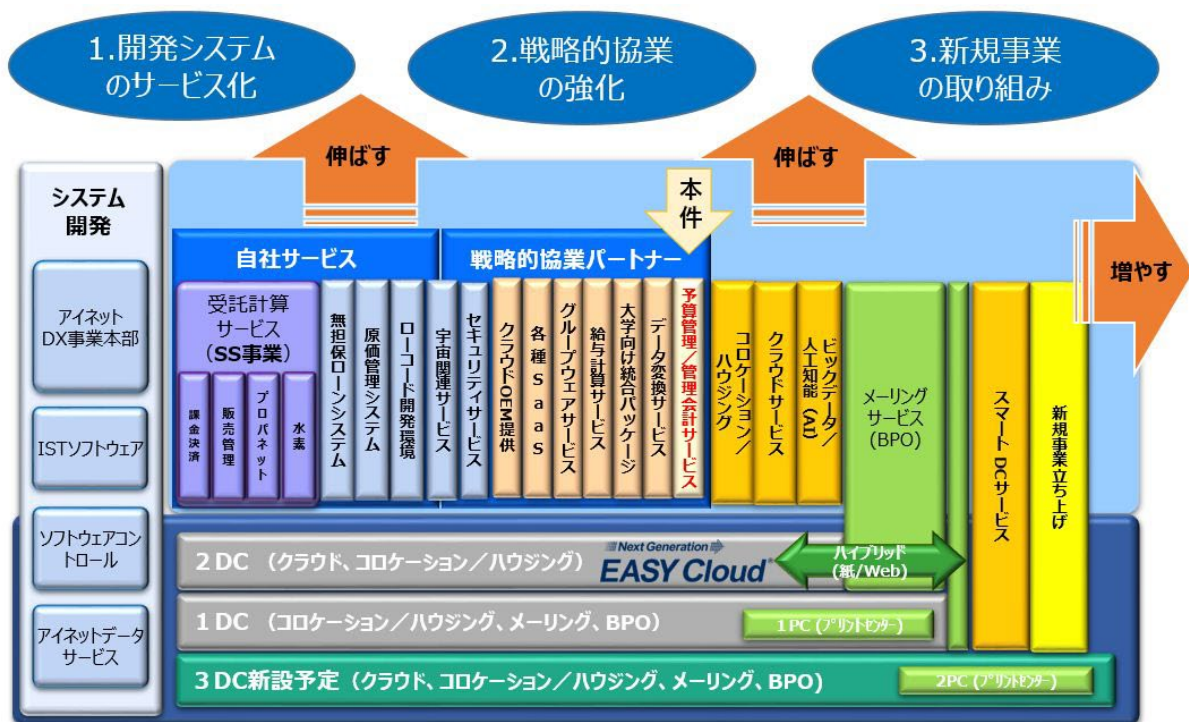 1.開発システム
のサービス化
2.戦略的協業
の強化
3.新規事業
の取り組み
伸ばす
伸ばす
本
件
増やす
システム
開発
アイネット
DX事業本部
ISTソフトウェア
ソフトウェアコン
トロール
アイネットデータ
サービス
自社サービス
戦略的協業パートナー
受託計算
サービス
（SS事業）
課金決済
販売管理
プロパネット
水素
無担保ローンシステム
原価管理システム
ローコード開発環境
宇宙関連サービス
セキュリティサービス
クラウドOEM提供
各種SaaS
グループウェアサービス
給与計算サービス
大学向け統合パッケージ
データ変換サービス
予算管理／管理会計サービス
コロケーション／
ハウジング
クラウドサービス
ビックデータ／
人工知能（AI）
メーリング
サービス
（BPO）
スマートDCサービス
新規事業立ち上げ
2DC（クラウド、コロケーション／ハウジング）
Next Generation
EASY Cloud®
ハイブリッド
(紙/Web)
1DC（コロケーション／ハウジング、メーリング、BPO）
1PC（プリントセンター）
3DC新設予定（クラウド、コロケーション／ハウジング、メーリング、BPO)
2PC（プリントセンター）